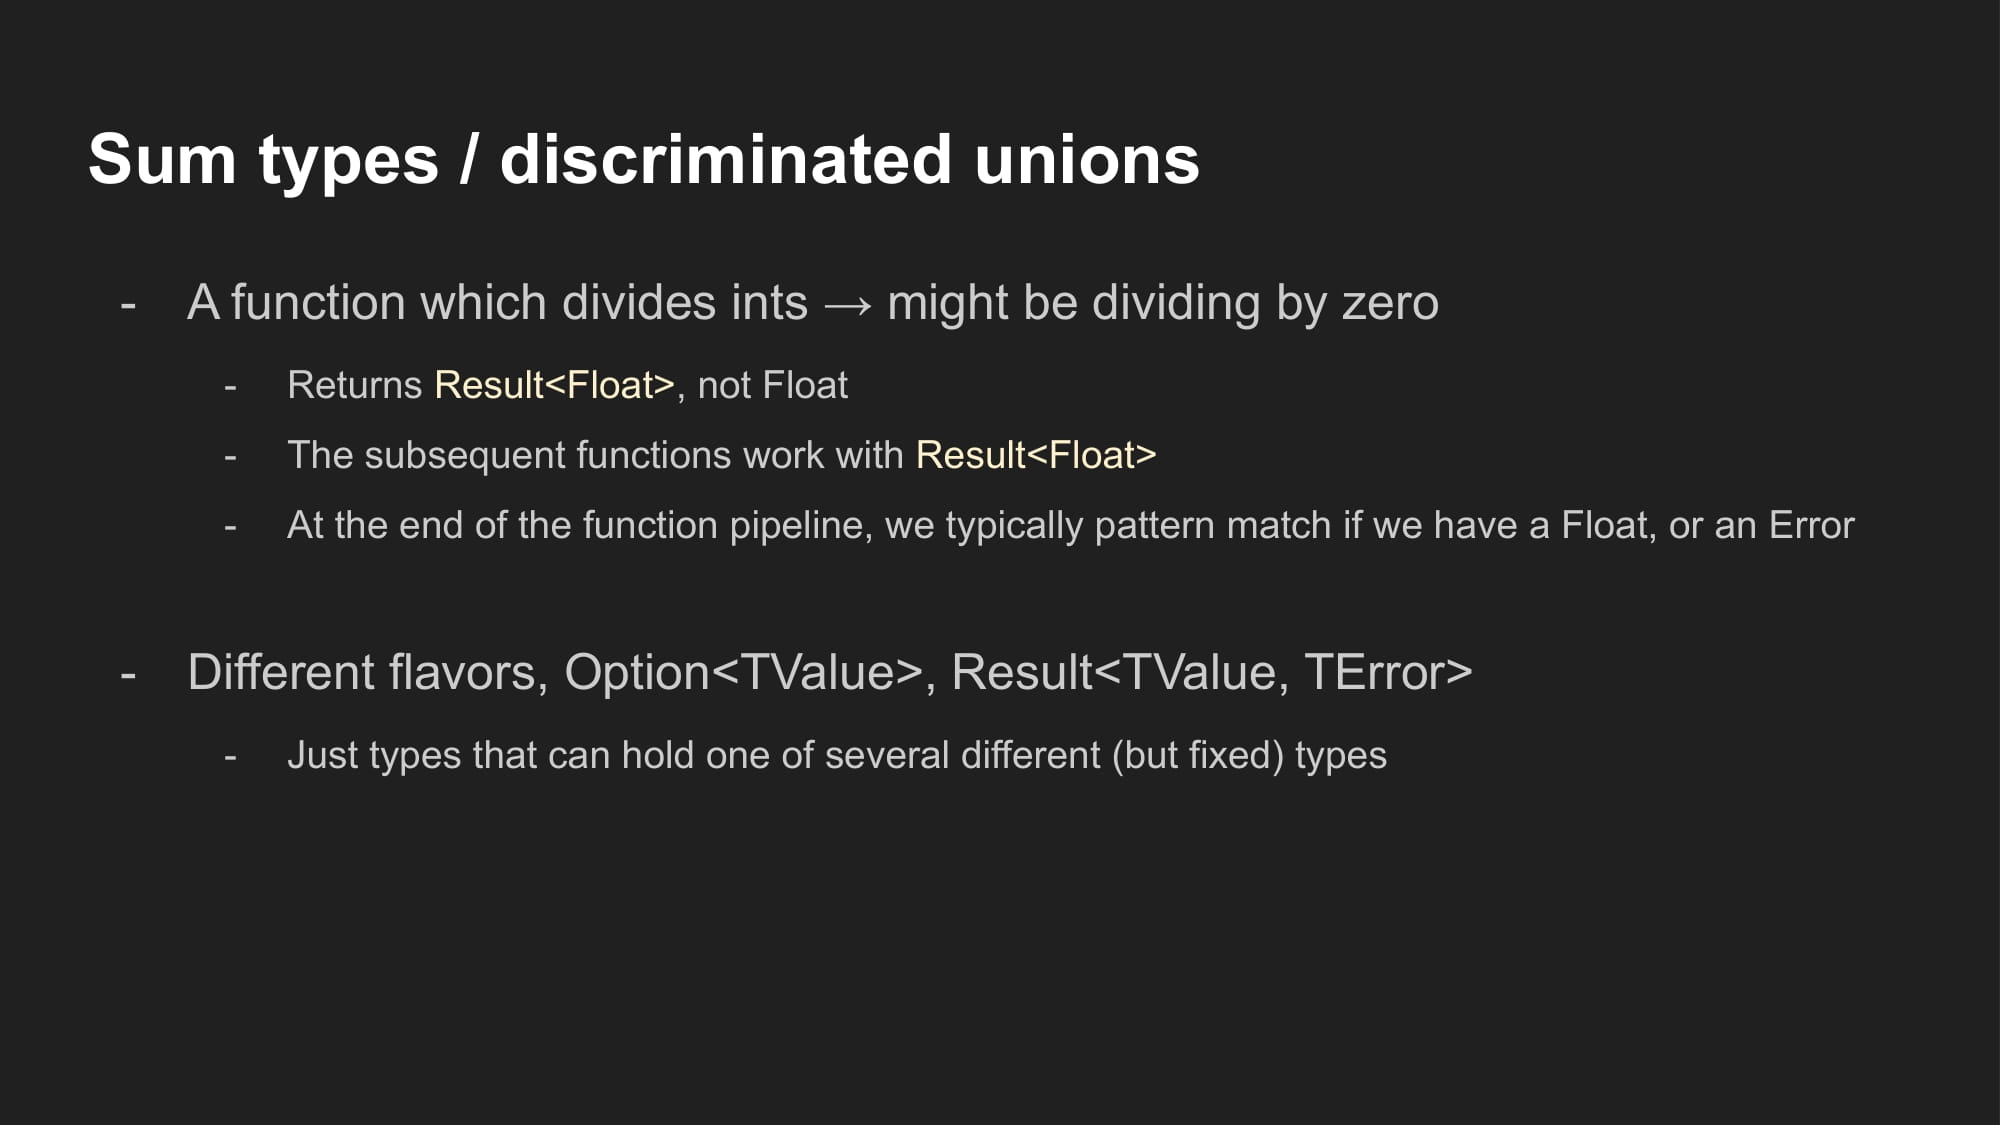 Sum types / discriminated unions
- A function which divides ints → might be dividing by zero
- Returns Result<Float>, not Float
- The subsequent functions work with Result<Float>
- At the end of the function pipeline, we typically pattern match if we have a Float, or an Error
- Different flavors, Option<TValue>, Result<TValue, TError>
- Just types that can hold one of several different (but fixed) types